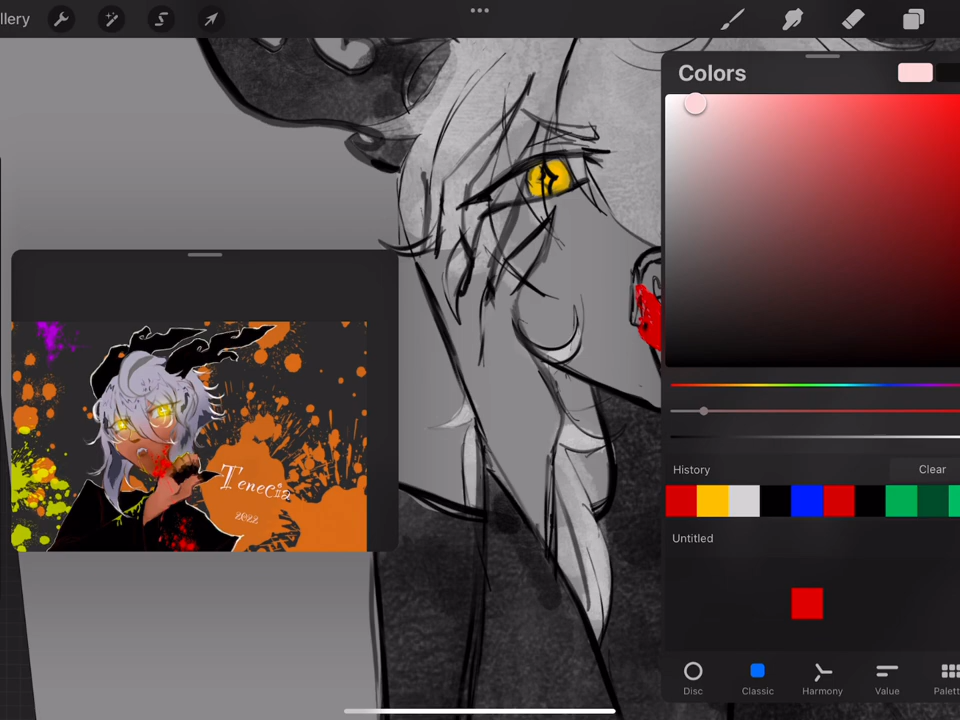 llery
Colors
History
Clear
Untitled
Tenecia
2022
Disc
Classic
Harmony
Value
Palett